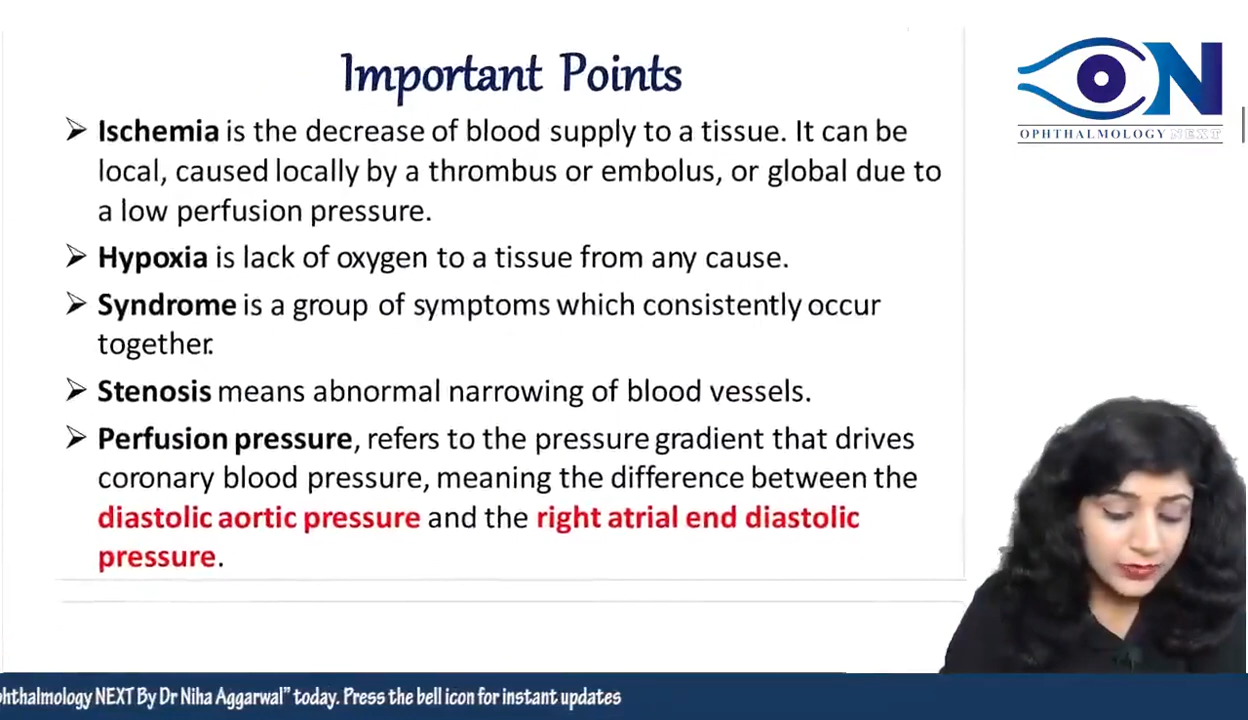 Important Points
ON
OPHTHALMOLOGY NEXT
➢ Ischemia is the decrease of blood supply to a tissue. It can be
local, caused locally by a thrombus or embolus, or global due to
a low perfusion pressure.
➢ Hypoxia is lack of oxygen to a tissue from any cause.
➢ Syndrome is a group of symptoms which consistently occur
together.
➢ Stenosis means abnormal narrowing of blood vessels.
➢ Perfusion pressure, refers to the pressure gradient that drives
coronary blood pressure, meaning the difference between the
diastolic aortic pressure and the right atrial end diastolic
pressure.
phthalmology NEXT By Dr Niha Aggarwal" today. Press the bell icon for instant updates